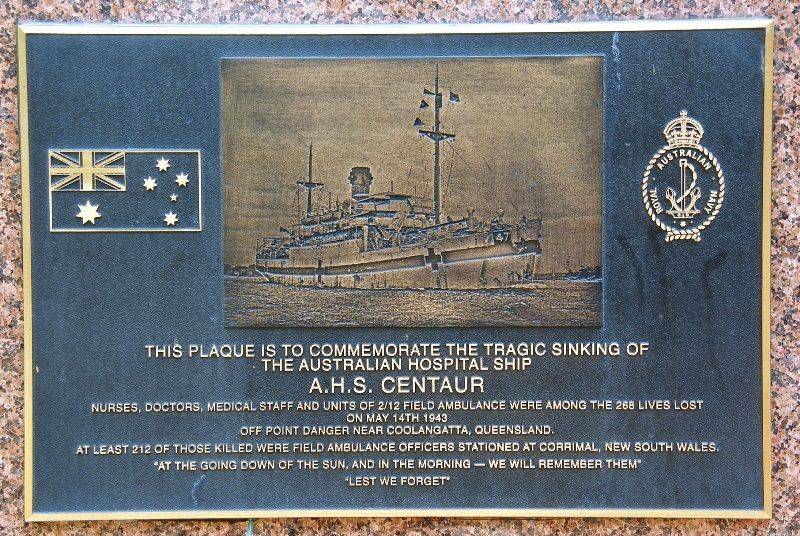 ROYAL AUSTRALIAN NAVY
47
THIS PLAQUE IS TO COMMEMORATE THE TRAGIC SINKING OF
THE AUSTRALIAN HOSPITAL SHIP
A.H.S. CENTAUR
NURSES, DOCTORS, MEDICAL STAFF AND UNITS OF 2/12 FIELD AMBULANCE WERE AMONG THE 268 LIVES LOST
ON MAY 14TH 1943
OFF POINT DANGER NEAR COOLANGATTA, QUEENSLAND.
AT LEAST 212 OF THOSE KILLED WERE FIELD AMBULANCE OFFICERS STATIONED AT CORRIMAL, NEW SOUTH WALES.
"AT THE GOING DOWN OF THE SUN, AND IN THE MORNING — WE WILL REMEMBER THEM"
"LEST WE FORGET"